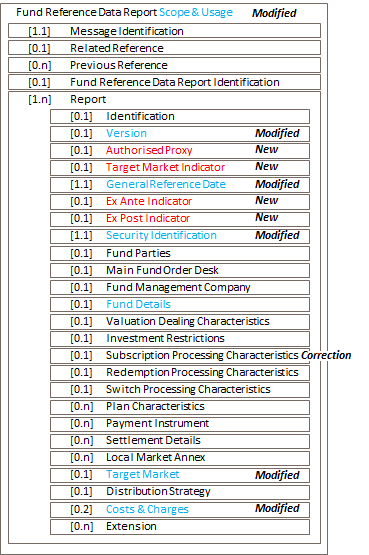 Fund Reference Data Report Scope & Usage Modified
[1.1] Message Identification
[0.1] Related Reference
[0.n] Previous Reference
[0.1] Fund Reference Data Report Identification
[1.n] Report
[0.1] Identification
[0.1] Version Modified
[0.1] Authorised Proxy New
[0.1] Target Market Indicator New
[1.1] General Reference Date Modified
[0.1] Ex Ante Indicator New
[0.1] Ex Post Indicator New
[1.1] Security Identification Modified
[0.1] Fund Parties
[0.1] Main Fund Order Desk
[0.1] Fund Management Company
[0.1] Fund Details
[0.1] Valuation Dealing Characteristics
[0.1] Investment Restrictions
[0.1] Subscription Processing Characteristics Correction
[0.1] Redemption Processing Characteristics
[0.1] Switch Processing Characteristics
[0.n] Plan Characteristics
[0.n] Payment Instrument
[0.n] Settlement Details
[0.n] Local Market Annex
[0.1] Target Market Modified
[0.1] Distribution Strategy
[0.2] Costs & Charges Modified
[0.n] Extension